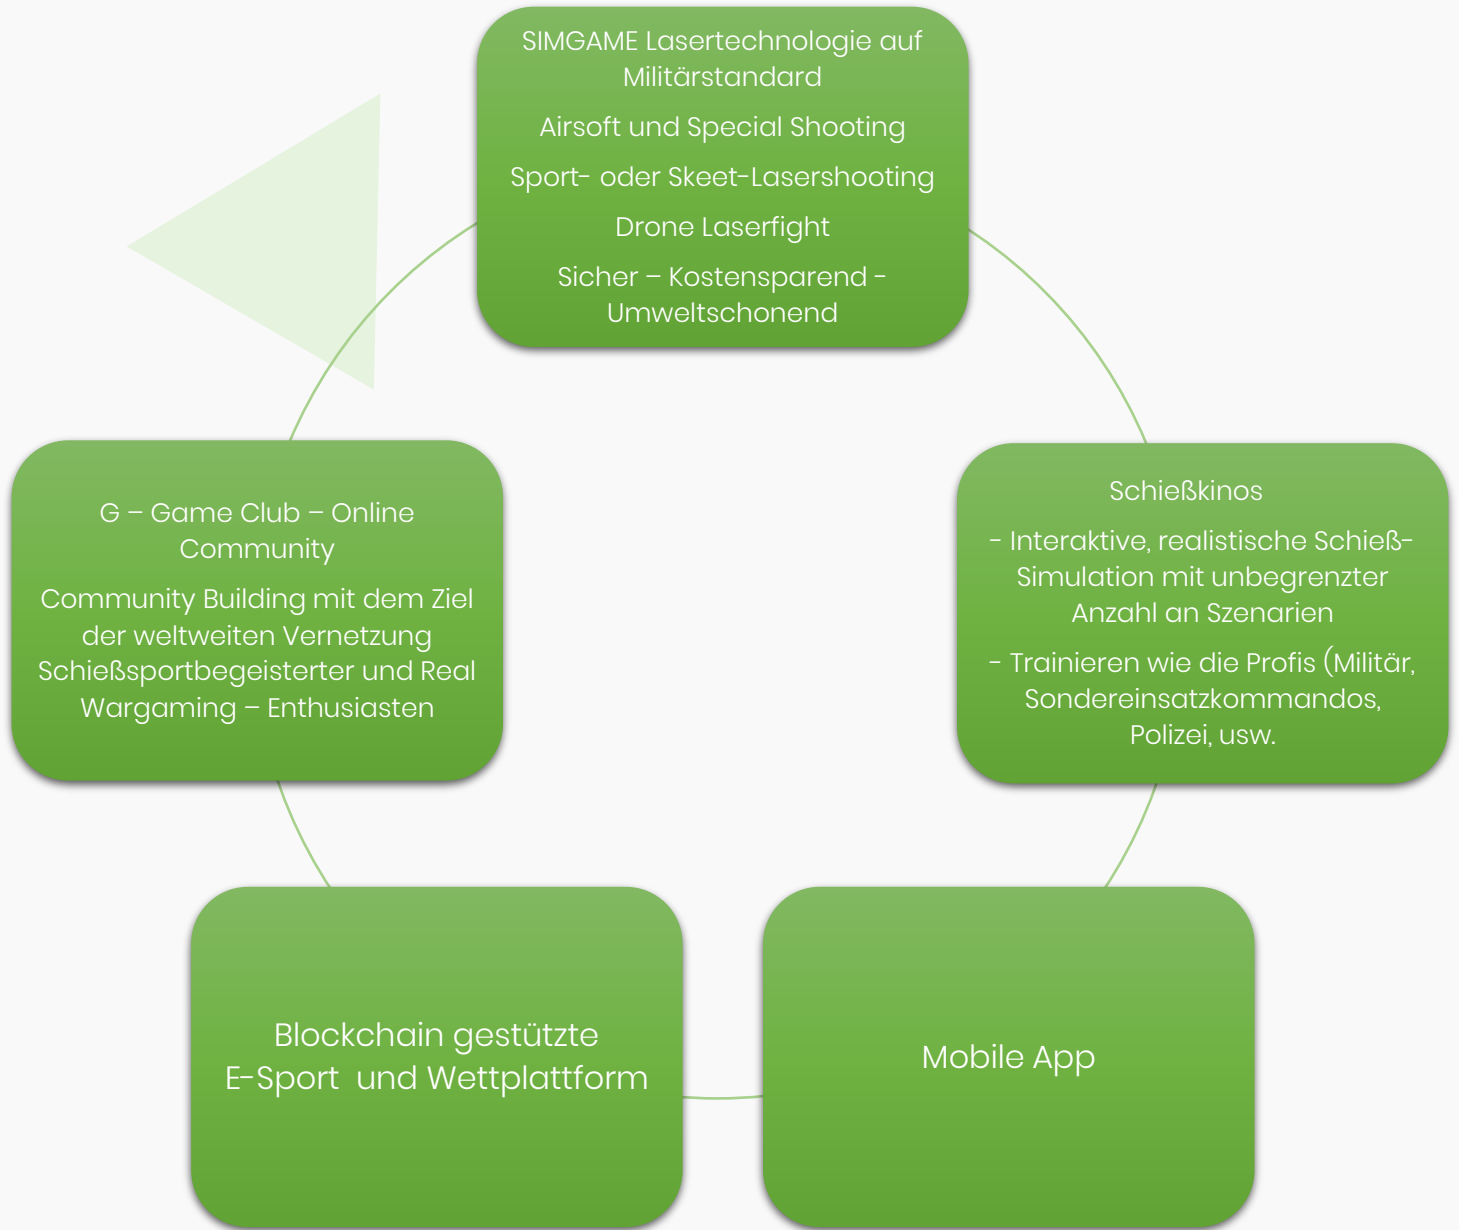 SIMGAME Lasertechnologie auf
Militärstandard
Airsoft und Special Shooting
Sport- oder Skeet-Lasershooting
Drone Laserfight
Sicher – Kostensparend -
Umweltschonend
G – Game Club – Online
Community
Community Building mit dem Ziel
der weltweiten Vernetzung
Schießsportbegeisterter und Real
Wargaming – Enthusiasten
Schießkinos
- Interaktive, realistische Schieß-
Simulation mit unbegrenzter
Anzahl an Szenarien
- Trainieren wie die Profis (Militär,
Sondereinsatzkommandos,
Polizei, usw.
Blockchain gestützte
E-Sport und Wettplattform
Mobile App